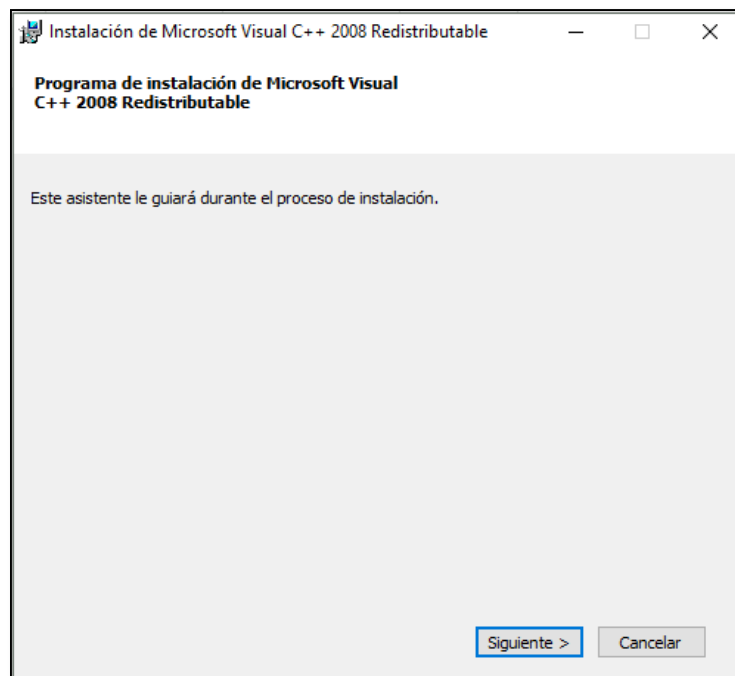 Instalación de Microsoft Visual C++ 2008 Redistributable
Programa de instalación de Microsoft Visual
C++ 2008 Redistributable
Este asistente le guiará durante el proceso de instalación.
Siguiente >
Cancelar